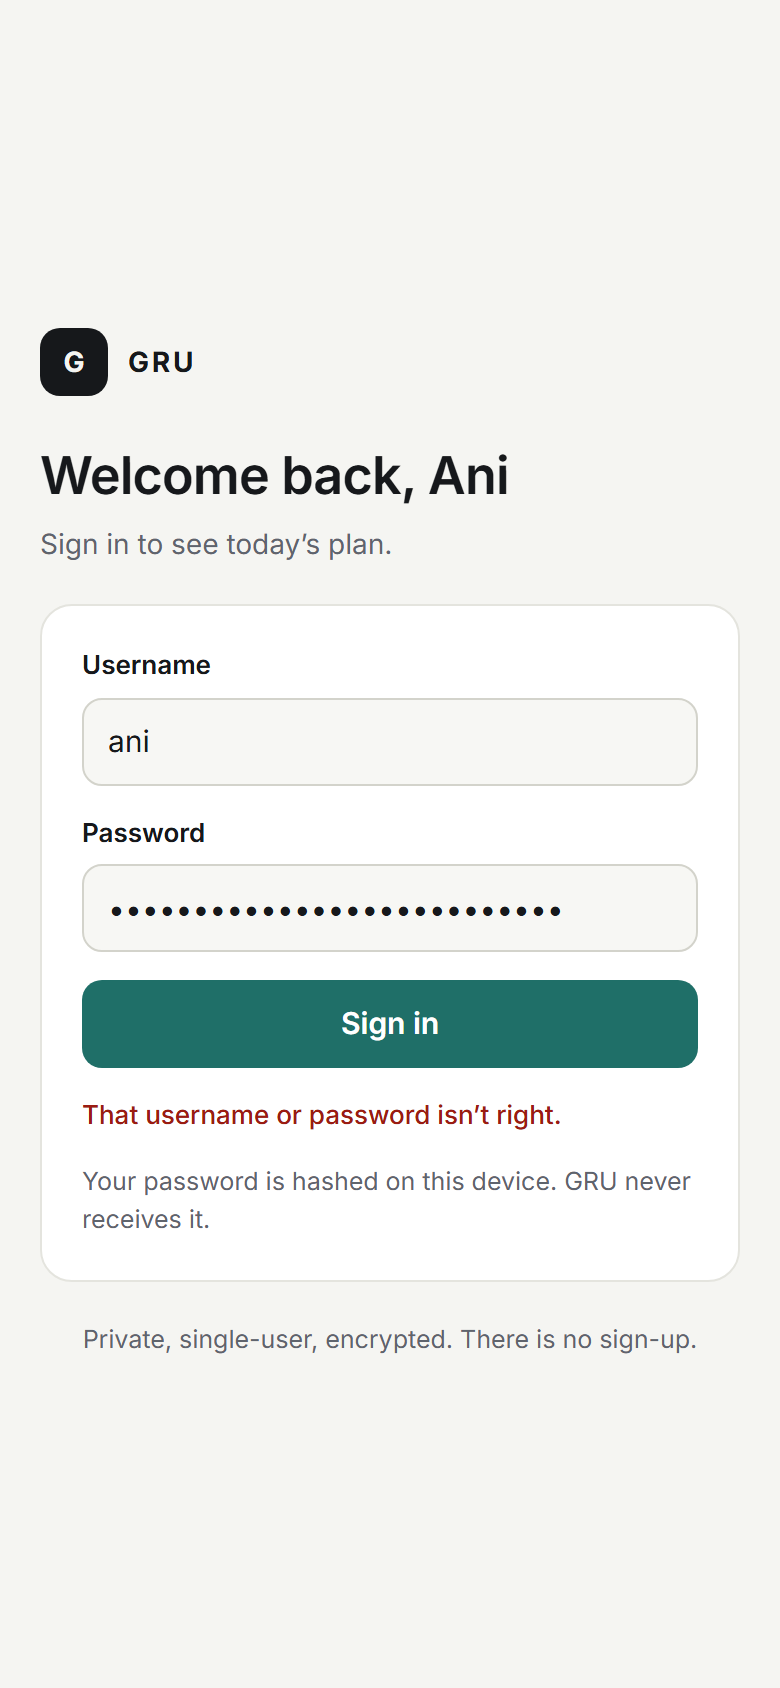 G
GRU
Welcome back, Ani
Sign in to see today’s plan.
Username
ani
Password
•••••••••••••••••••••••••••
Sign in
That username or password isn’t right.
Your password is hashed on this device. GRU never
receives it.
Private, single-user, encrypted. There is no sign-up.